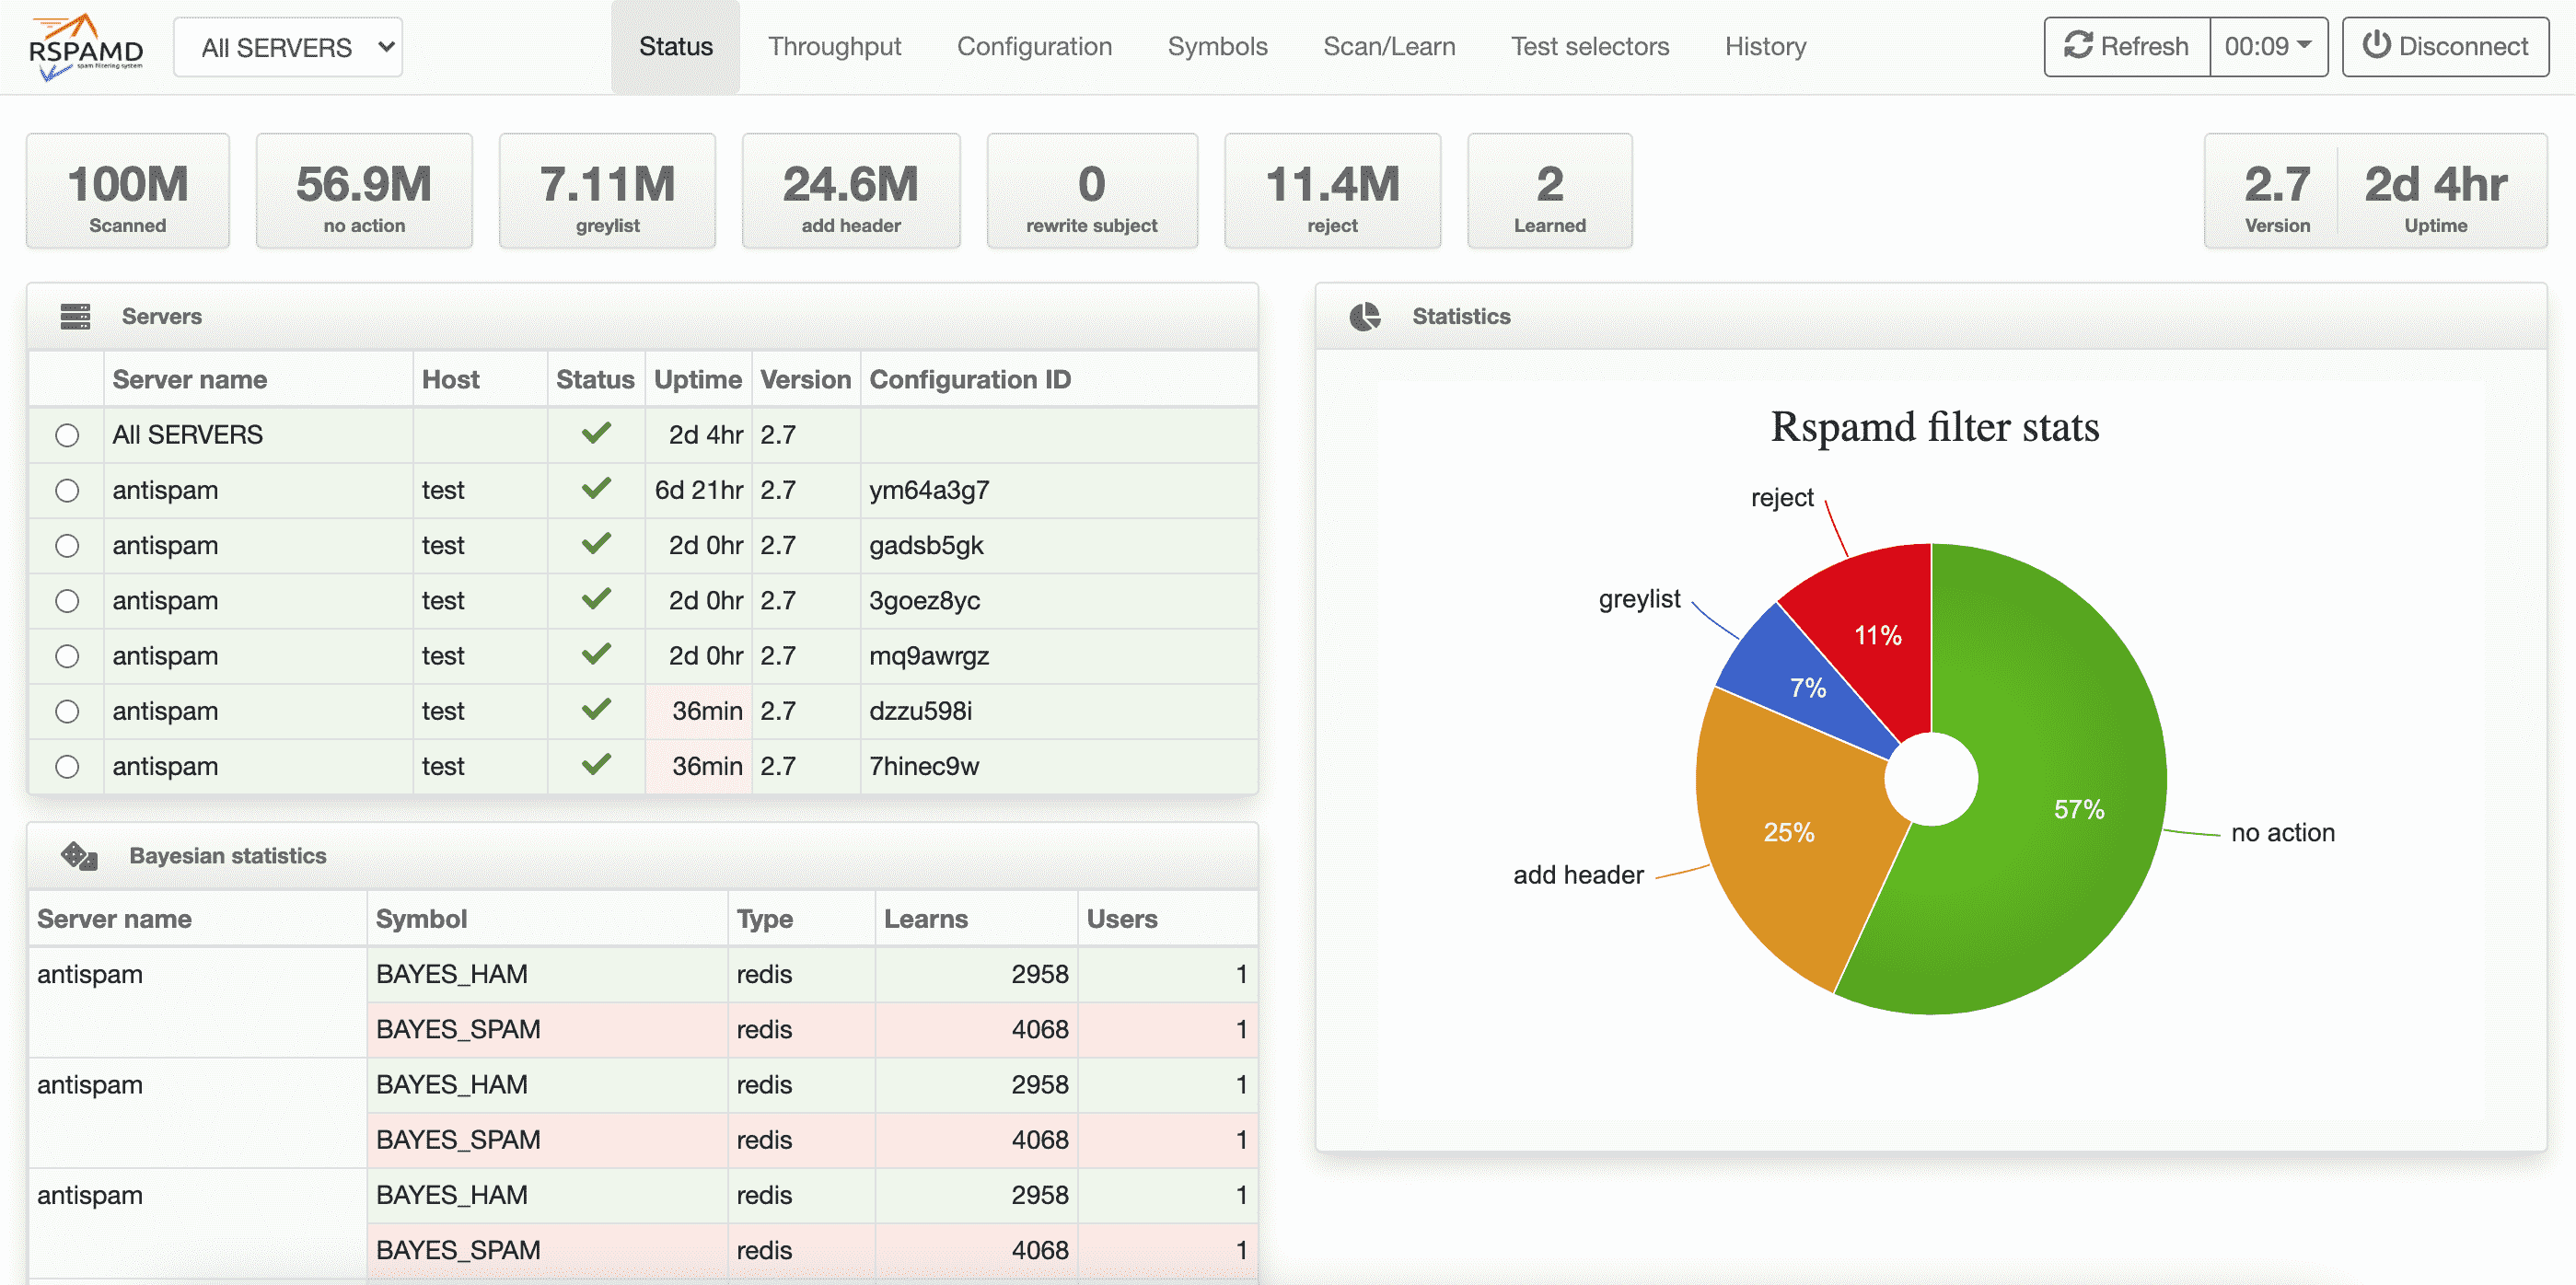 RSPAMD
spam filtering system
All SERVERS
Status
Throughput
Configuration
Symbols
Scan/Learn
Test selectors
History
Refresh
00:09
Disconnect
100M
Scanned
56.9M
no action
7.11M
greylist
24.6M
add header
0
rewrite subject
11.4M
reject
2
Learned
2.7
Version
2d 4hr
Uptime
Servers
Server name Host Status Uptime Version Configuration ID
All SERVERS 2d 4hr 2.7
antispam test 6d 21hr 2.7 ym64a3g7
antispam test 2d 0hr 2.7 gadsb5gk
antispam test 2d 0hr 2.7 3goez8yc
antispam test 2d 0hr 2.7 mq9awrgz
antispam test 36min 2.7 dzzu598i
antispam test 36min 2.7 7hinec9w
Bayesian statistics
Server name Symbol Type Learns Users
antispam BAYES_HAM redis 2958 1
BAYES_SPAM redis 4068 1
antispam BAYES_HAM redis 2958 1
BAYES_SPAM redis 4068 1
antispam BAYES_HAM redis 2958 1
BAYES_SPAM redis 4068 1
Statistics
Rspamd filter stats
reject
greylist
11%
7%
57%
25%
no action
add header